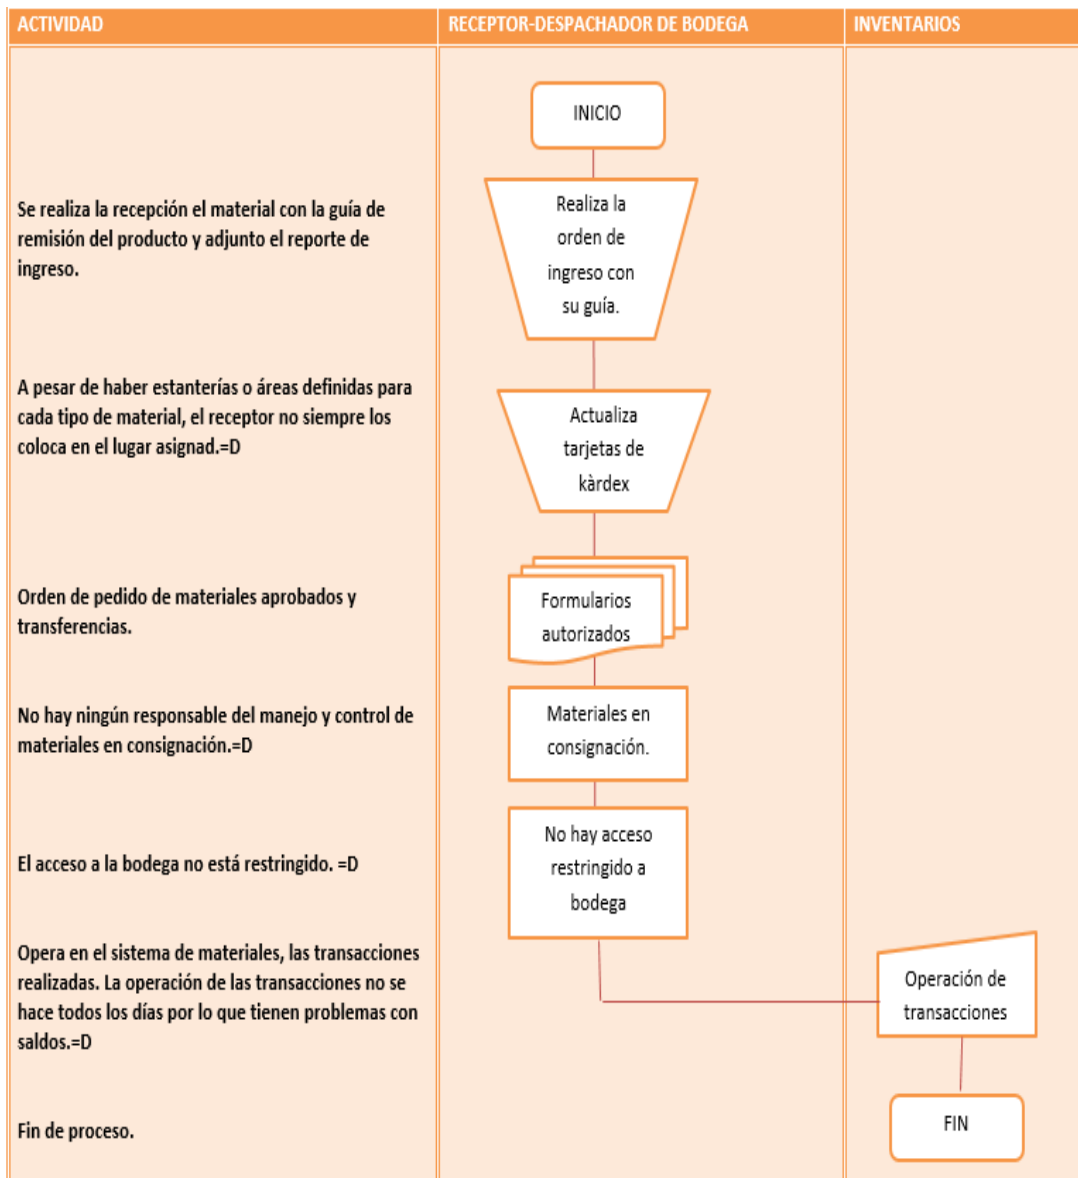 ACTIVIDAD
RECEPTOR-DESPACHADOR DE BODEGA
INVENTARIOS
INICIO
Se realiza la recepción el material con la guía de
remisión del producto y adjunto el reporte de
ingreso.
Realiza la
orden de
ingreso con
su guía.
A pesar de haber estanterías o áreas definidas para
cada tipo de material, el receptor no siempre los
coloca en el lugar asignad.=D
Actualiza
tarjetas de
kàrdex
Orden de pedido de materiales aprobados y
transferencias.
Formularios
autorizados
No hay ningún responsable del manejo y control de
materiales en consignación.=D
Materiales en
consignación.
El acceso a la bodega no está restringido. =D
No hay acceso
restringido a
bodega
Opera en el sistema de materiales, las transacciones
realizadas. La operación de las transacciones no se
hace todos los días por lo que tienen problemas con
saldos.=D
Operación de
transacciones
Fin de proceso.
FIN